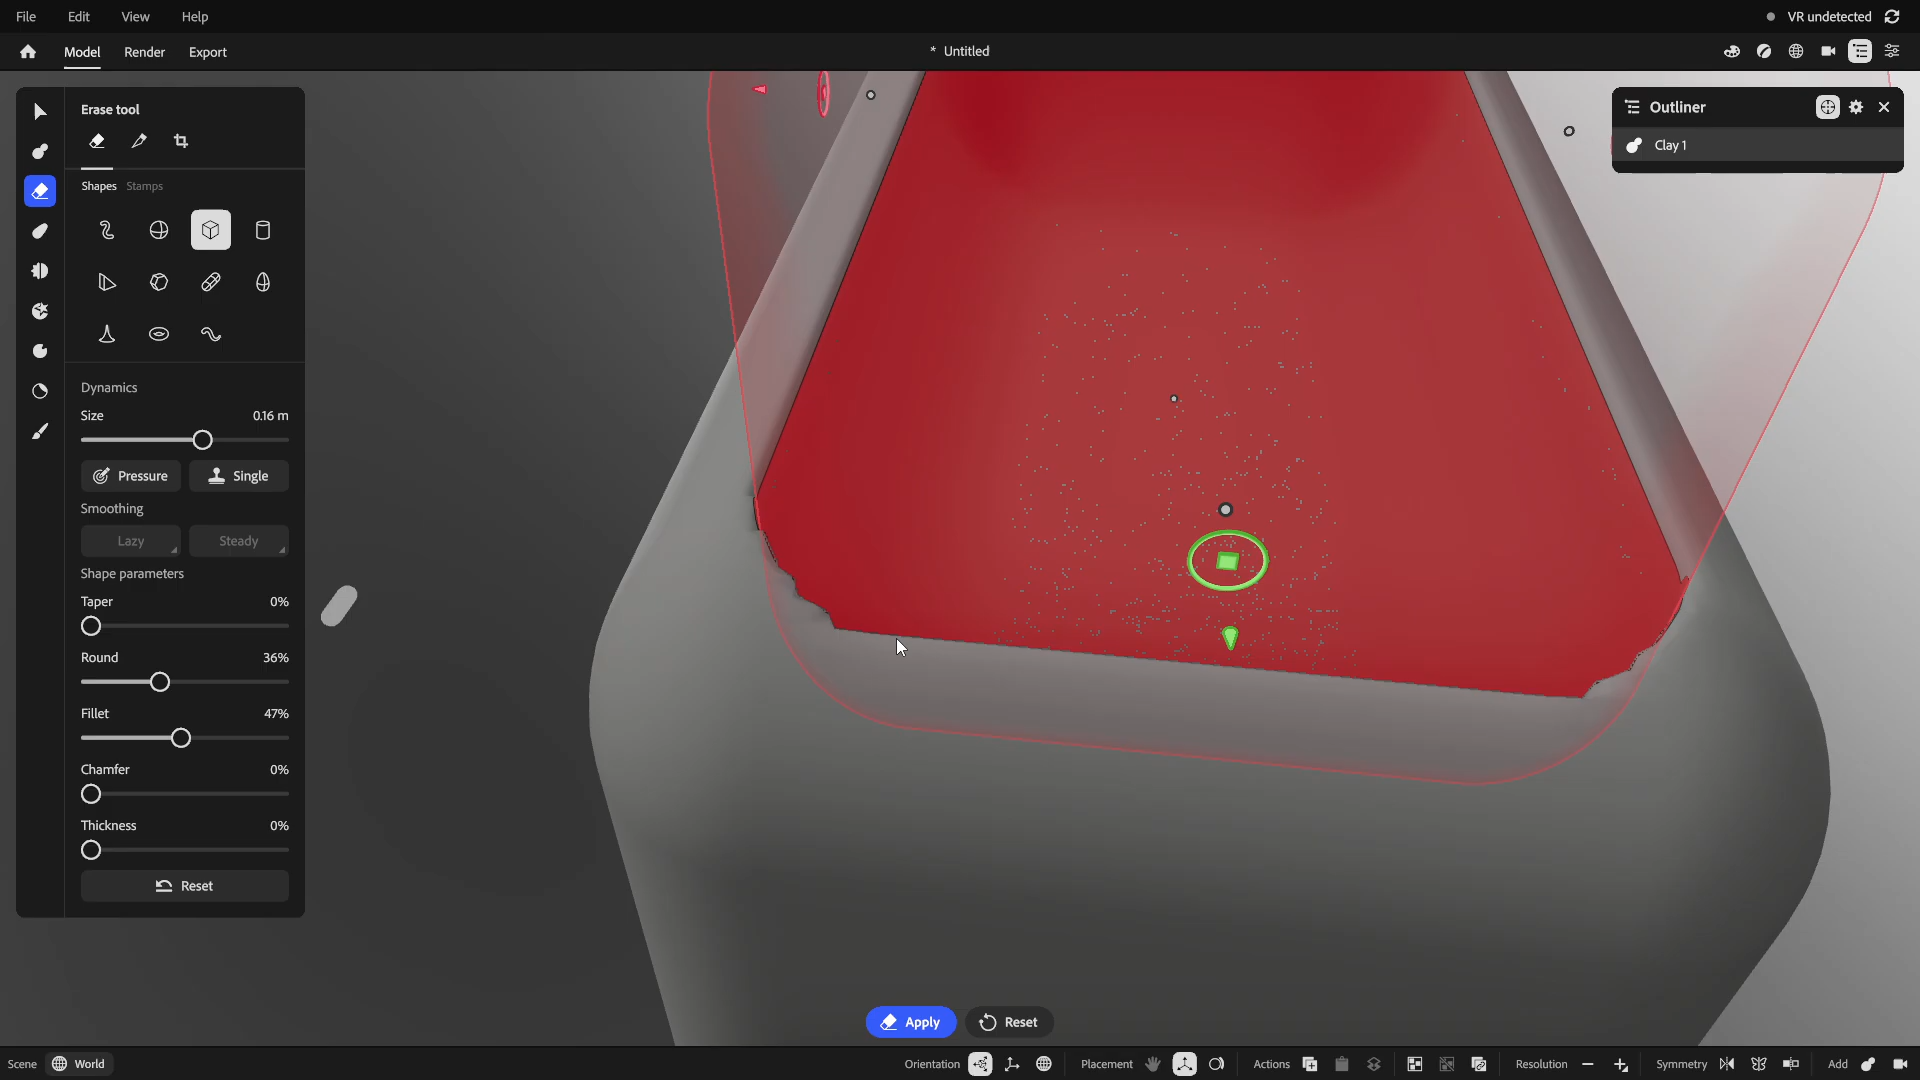 File Edit View Help
VR undetected
Model Render Export
* Untitled
Erase tool
Shapes Stamps
Dynamics
Size 0.16 m
Pressure Single
Smoothing
Lazy Steady
Shape parameters
Taper 0%
Round 36%
Fillet 47%
Chamfer 0%
Thickness 0%
Reset
Outliner
Clay 1
Apply Reset
Scene World Orientation Placement Actions Resolution Symmetry Add